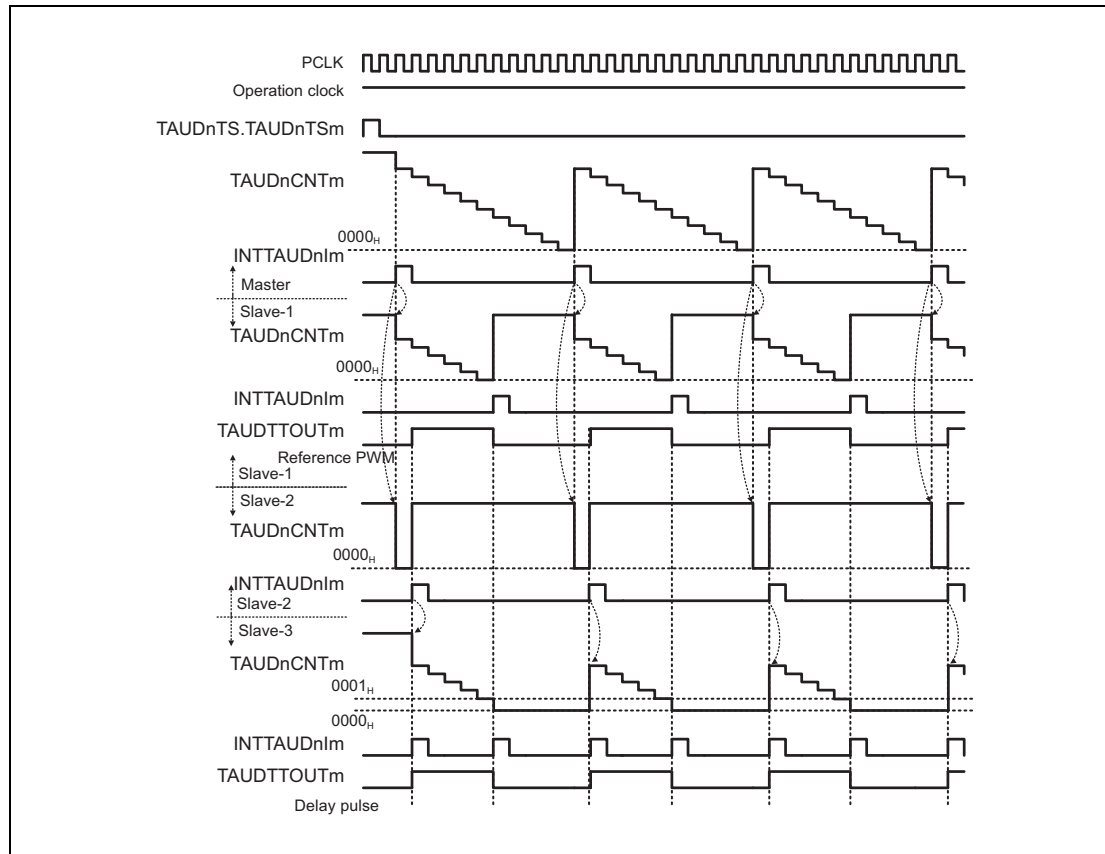 PCLK
Operation clock
TAUDnTS.TAUDnTSm
TAUDnCNTm
0000H
INTTAUDnIm
Master
Slave-1
TAUDnCNTm
0000H
INTTAUDnIm
TAUDTTOUTm
Reference PWM
Slave-1
Slave-2
TAUDnCNTm
0000H
INTTAUDnIm
Slave-2
Slave-3
TAUDnCNTm
0001H
0000H
INTTAUDnIm
TAUDTTOUTm
Delay pulse